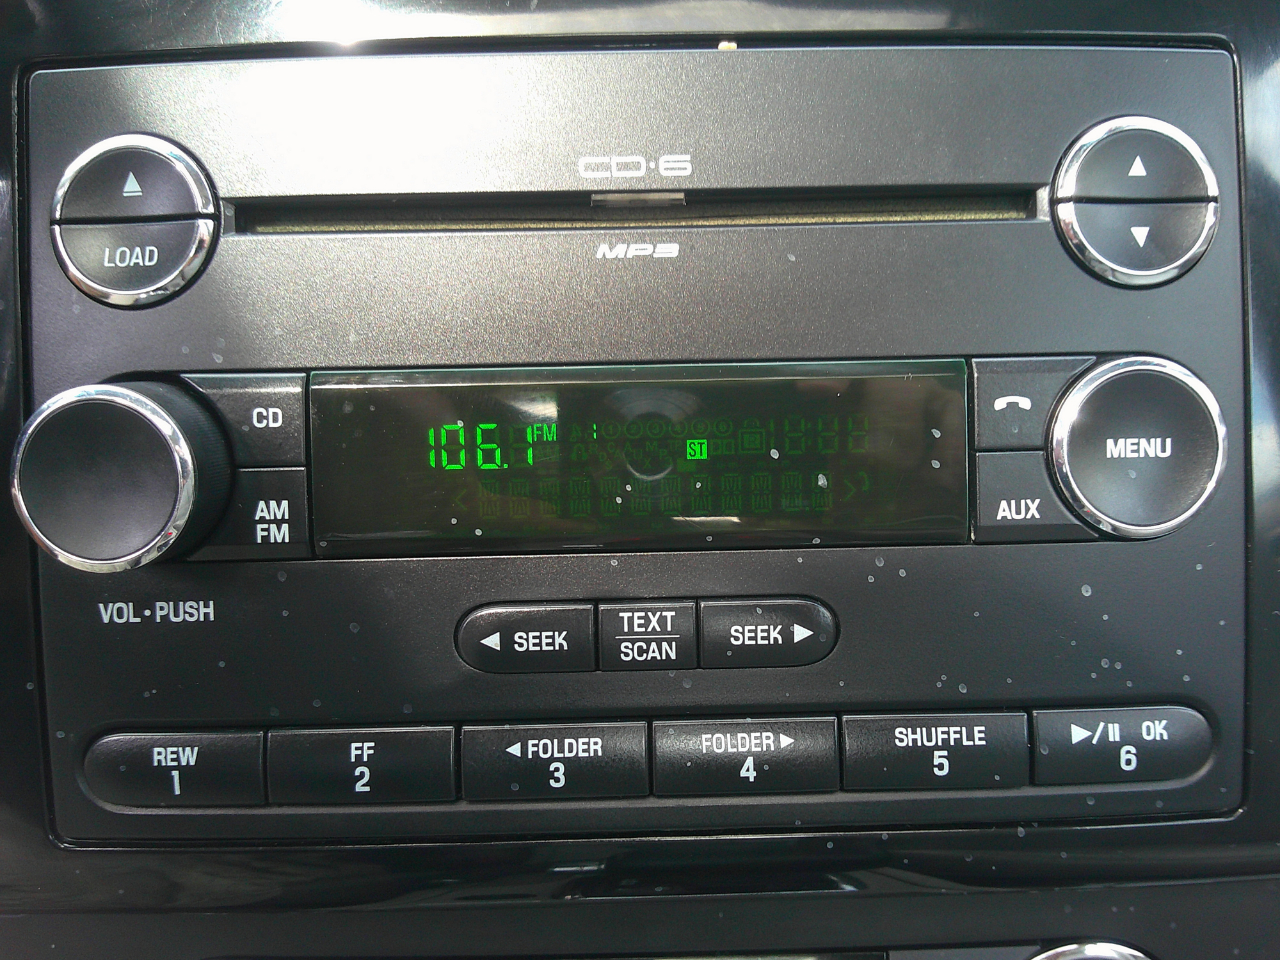 CD·6
LOAD
MP3
CD
106.1 FM 1
ST
MENU
AM
FM
AUX
VOL•PUSH
◀ SEEK
TEXT
SCAN
SEEK ▶
REW
1
FF
2
◀FOLDER
3
FOLDER▶
4
SHUFFLE
5
▶/II OK
6